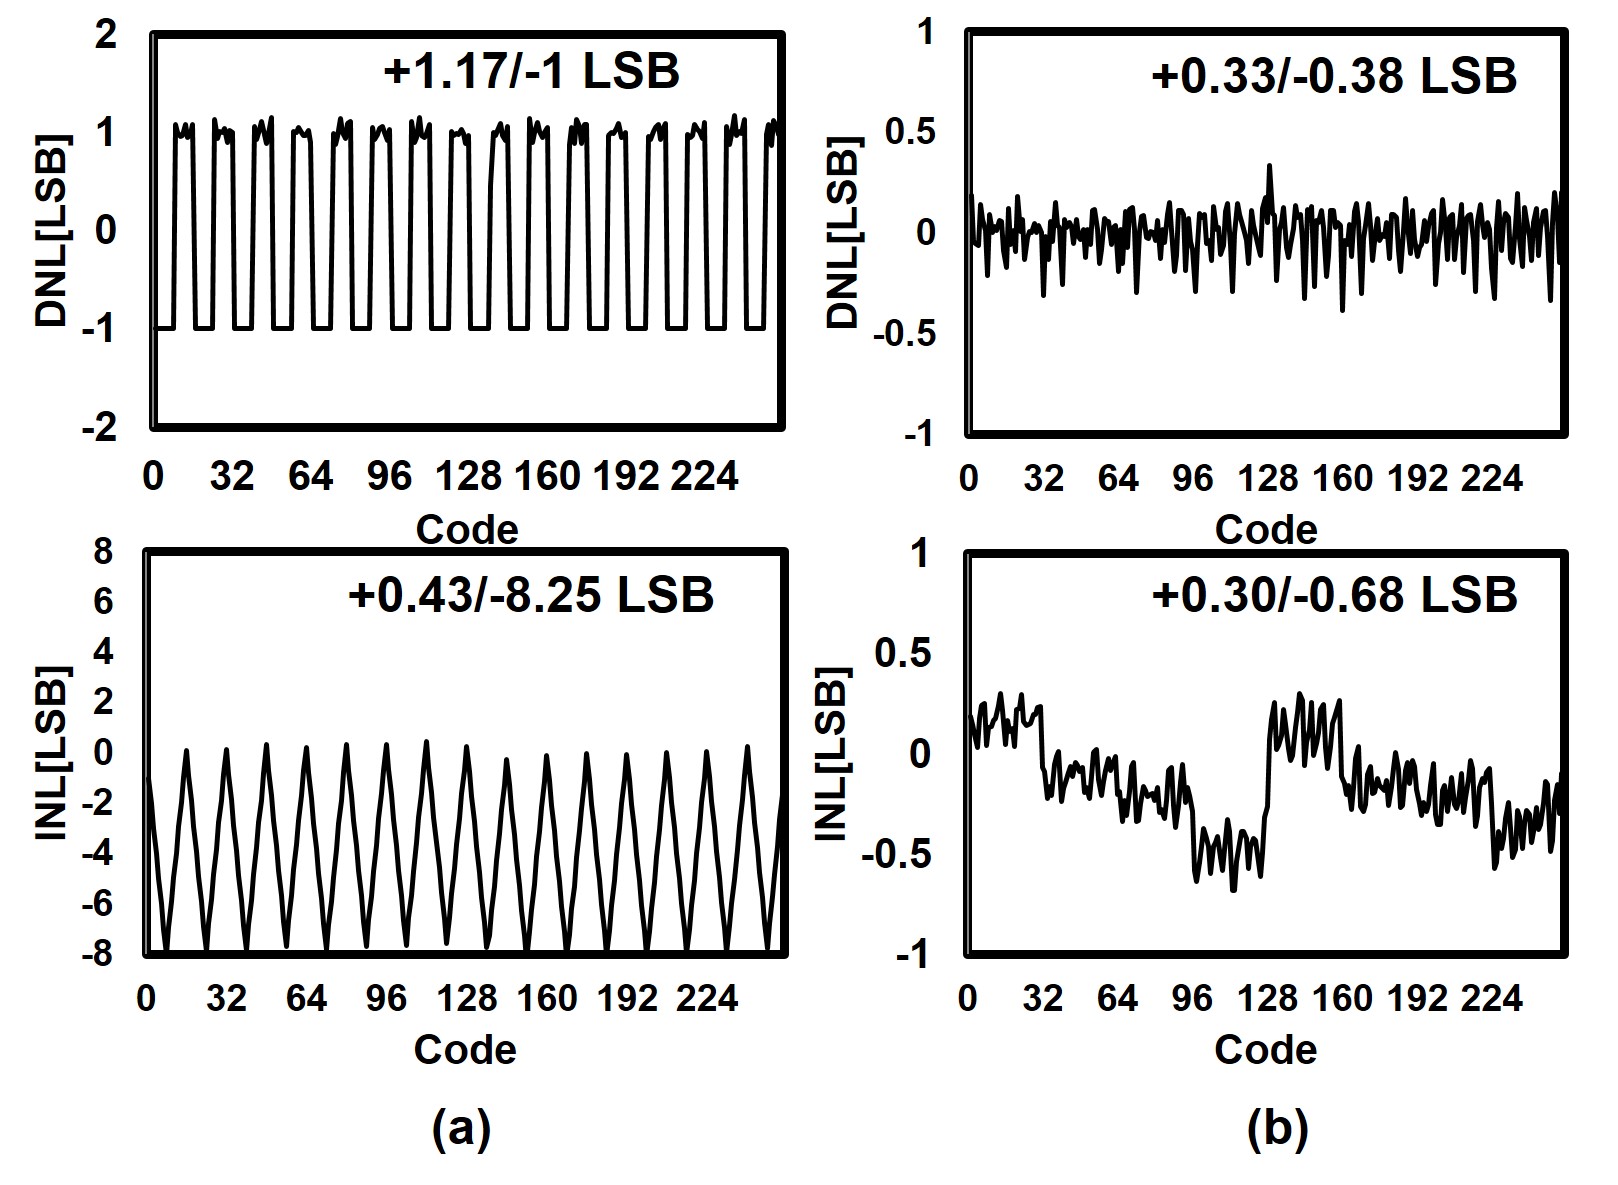 2
1
0
-1
-2
DNL[LSB]
+1.17/-1 LSB
0 32 64 96 128 160 192 224
Code
1
0.5
0
-0.5
-1
DNL[LSB]
+0.33/-0.38 LSB
0 32 64 96 128 160 192 224
Code
8
6
4
2
0
-2
-4
-6
-8
INL[LSB]
+0.43/-8.25 LSB
0 32 64 96 128 160 192 224
Code
(a)
1
0.5
0
-0.5
-1
INL[LSB]
+0.30/-0.68 LSB
0 32 64 96 128 160 192 224
Code
(b)